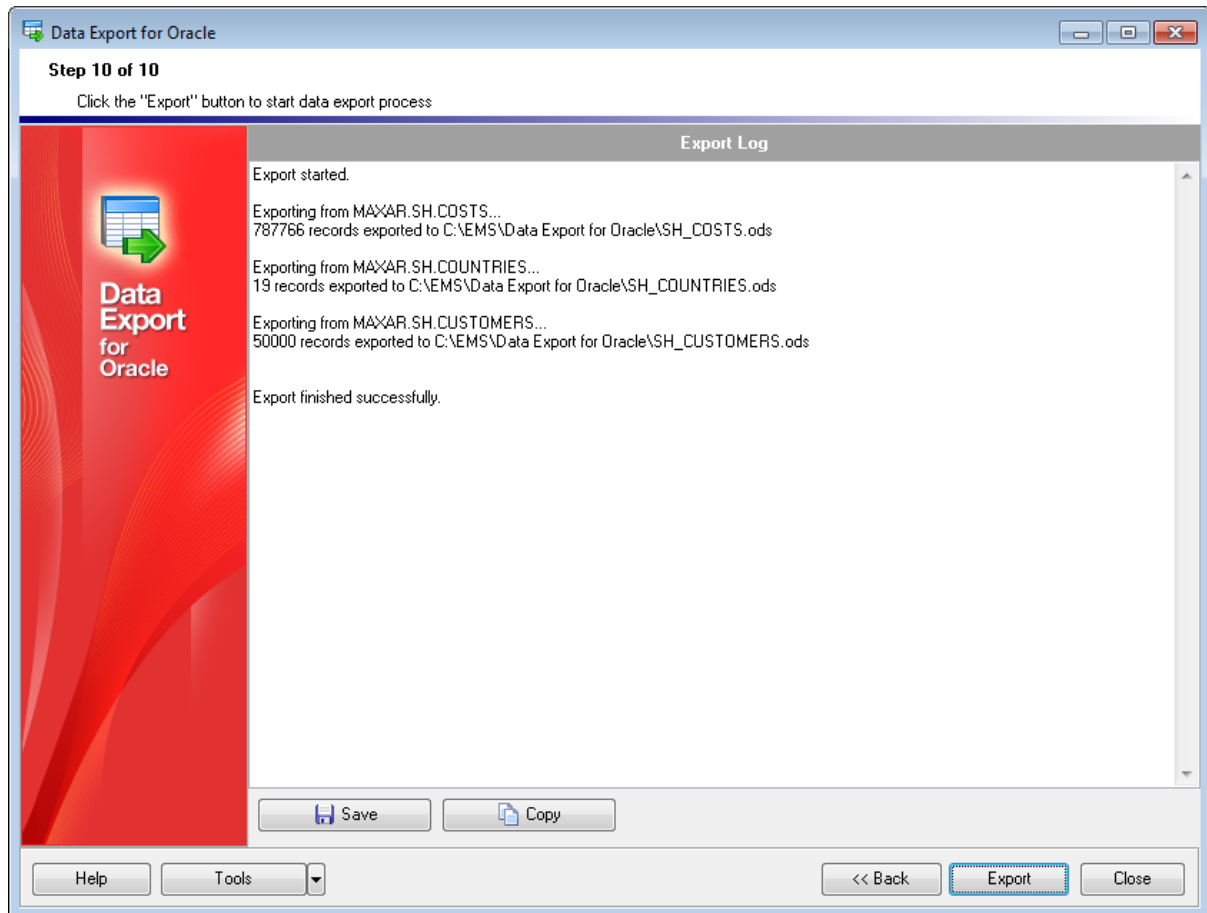 Data Export for Oracle
Step 10 of 10
Click the "Export" button to start data export process
Data
Export
for
Oracle
Export Log
Export started.
Exporting from MAXAR.SH.COSTS...
787766 records exported to C:\EMS\Data Export for Oracle\SH_COSTS.ods
Exporting from MAXAR.SH.COUNTRIES...
19 records exported to C:\EMS\Data Export for Oracle\SH_COUNTRIES.ods
Exporting from MAXAR.SH.CUSTOMERS...
50000 records exported to C:\EMS\Data Export for Oracle\SH_CUSTOMERS.ods
Export finished successfully.
Save Copy
Help Tools << Back Export Close